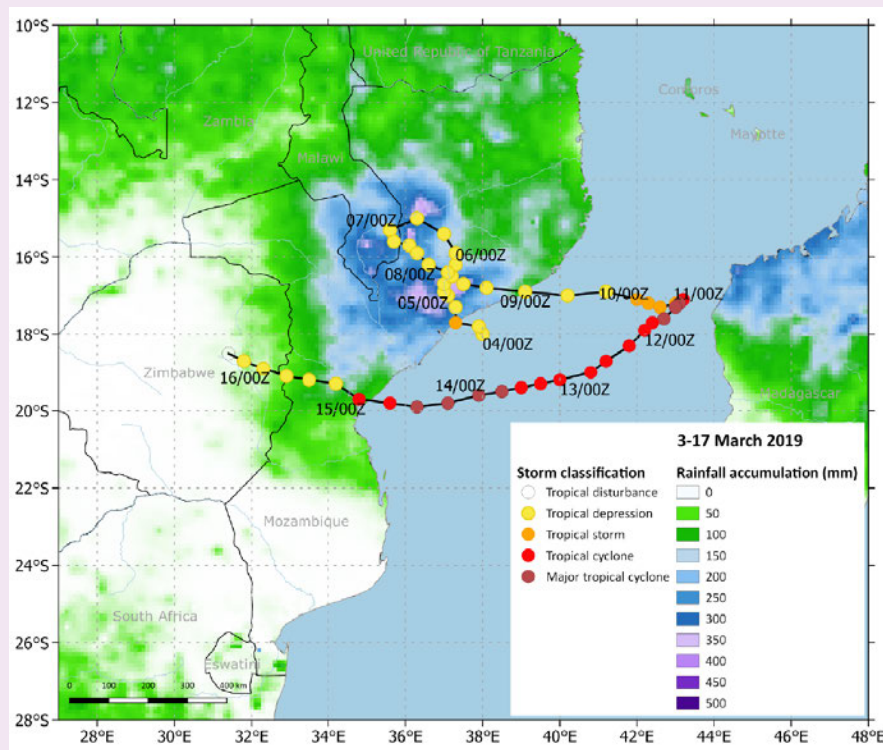 10°S
12°S
14°S
16°S
18°S
20°S
22°S
24°S
26°S
28°S
28°E
30°E
32°E
34°E
36°E
38°E
40°E
42°E
44°E
46°E
48°E
United Republic of Tanzania
Comoros
Mayotte
Zambia
Malawi
07/00Z
06/00Z
08/00Z
05/00Z
09/00Z
10/00Z
11/00Z
04/00Z
12/00Z
Zimbabwe
16/00Z
15/00Z
14/00Z
13/00Z
Madagascar
Mozambique
South Africa
Eswatini
0 100 200 300 400 km
3-17 March 2019
Storm classification
Tropical disturbance
Tropical depression
Tropical storm
Tropical cyclone
Major tropical cyclone
Rainfall accumulation (mm)
0
50
100
150
200
250
300
350
400
450
500